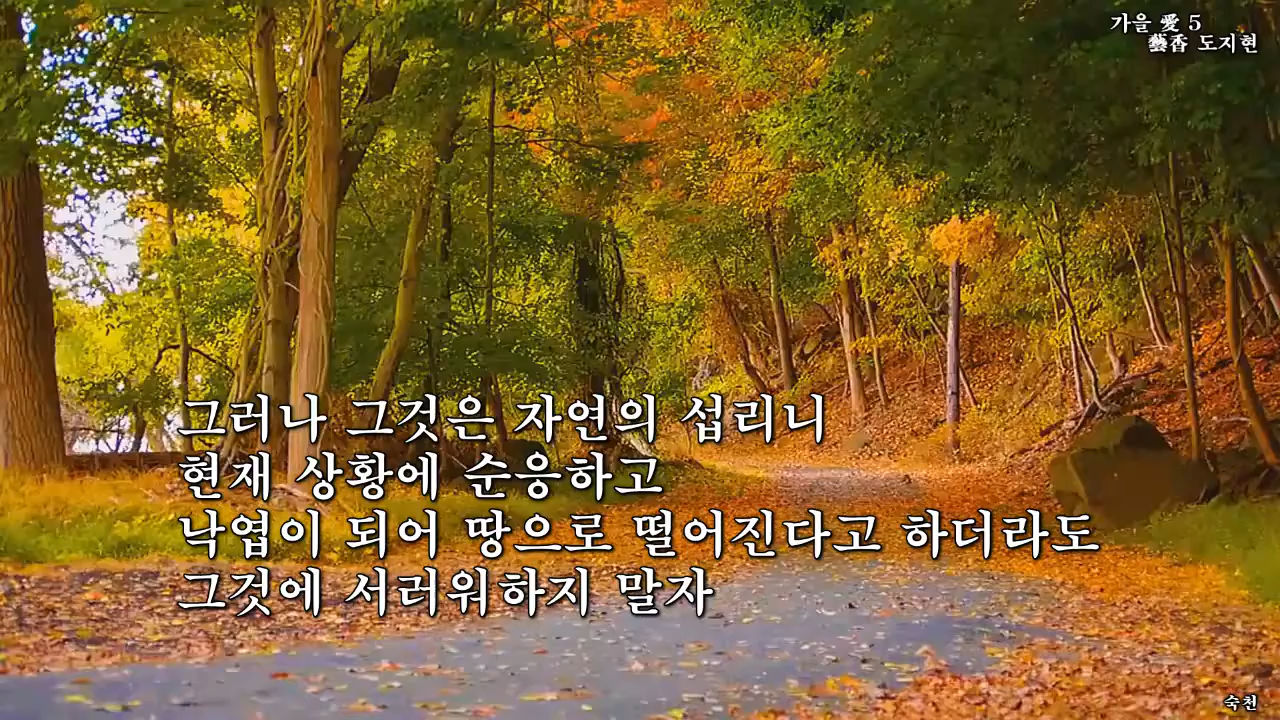 가을 愛 5
藝香 도지현
그러나 그것은 자연의 섭리니
현재 상황에 순응하고
낙엽이 되어 땅으로 떨어진다고 하더라도
그것에 서러워하지 말자
숙천